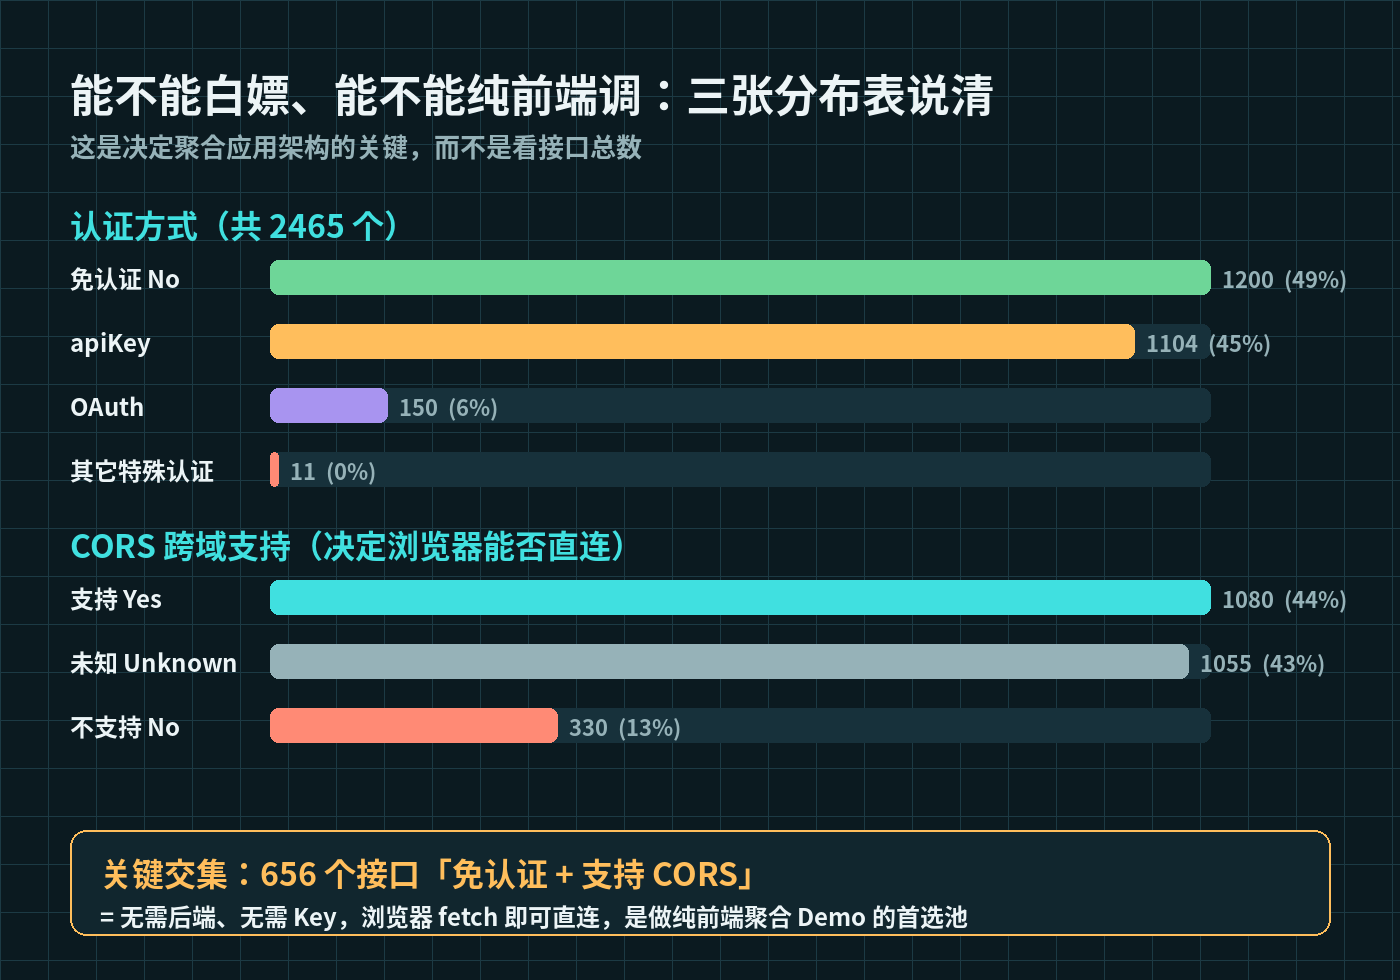 能不能白嫖、能不能纯前端调：三张分布表说清
这是决定聚合应用架构的关键，而不是看接口总数
认证方式（共 2465 个）
免认证 No 1200 (49%)
apiKey 1104 (45%)
OAuth 150 (6%)
其它特殊认证 11 (0%)
CORS 跨域支持（决定浏览器能否直连）
支持 Yes 1080 (44%)
未知 Unknown 1055 (43%)
不支持 No 330 (13%)
关键交集：656 个接口「免认证 + 支持 CORS」
= 无需后端、无需 Key，浏览器 fetch 即可直连，是做纯前端聚合 Demo 的首选池